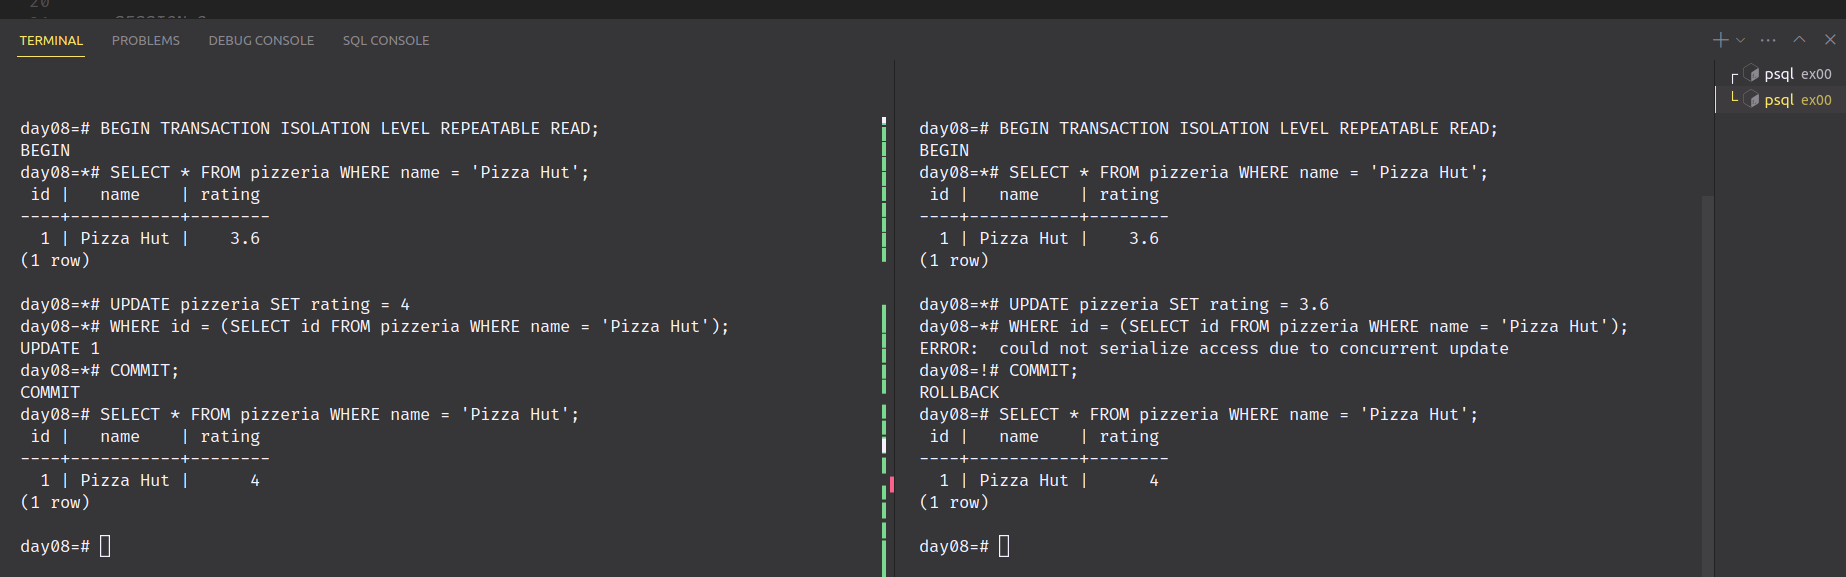 20
TERMINAL PROBLEMS DEBUG CONSOLE SQL CONSOLE
day08=# BEGIN TRANSACTION ISOLATION LEVEL REPEATABLE READ;
BEGIN
day08=*# SELECT * FROM pizzeria WHERE name = 'Pizza Hut';
 id |   name    | rating
----+-----------+--------
  1 | Pizza Hut |    3.6
(1 row)
day08=*# UPDATE pizzeria SET rating = 4
day08-*# WHERE id = (SELECT id FROM pizzeria WHERE name = 'Pizza Hut');
UPDATE 1
day08=*# COMMIT;
COMMIT
day08=# SELECT * FROM pizzeria WHERE name = 'Pizza Hut';
 id |   name    | rating
----+-----------+--------
  1 | Pizza Hut |      4
(1 row)
day08=#
day08=# BEGIN TRANSACTION ISOLATION LEVEL REPEATABLE READ;
BEGIN
day08=*# SELECT * FROM pizzeria WHERE name = 'Pizza Hut';
 id |   name    | rating
----+-----------+--------
  1 | Pizza Hut |    3.6
(1 row)
day08=*# UPDATE pizzeria SET rating = 3.6
day08-*# WHERE id = (SELECT id FROM pizzeria WHERE name = 'Pizza Hut');
ERROR:  could not serialize access due to concurrent update
day08=!# COMMIT;
ROLLBACK
day08=# SELECT * FROM pizzeria WHERE name = 'Pizza Hut';
 id |   name    | rating
----+-----------+--------
  1 | Pizza Hut |      4
(1 row)
day08=#
psql ex00
psql ex00